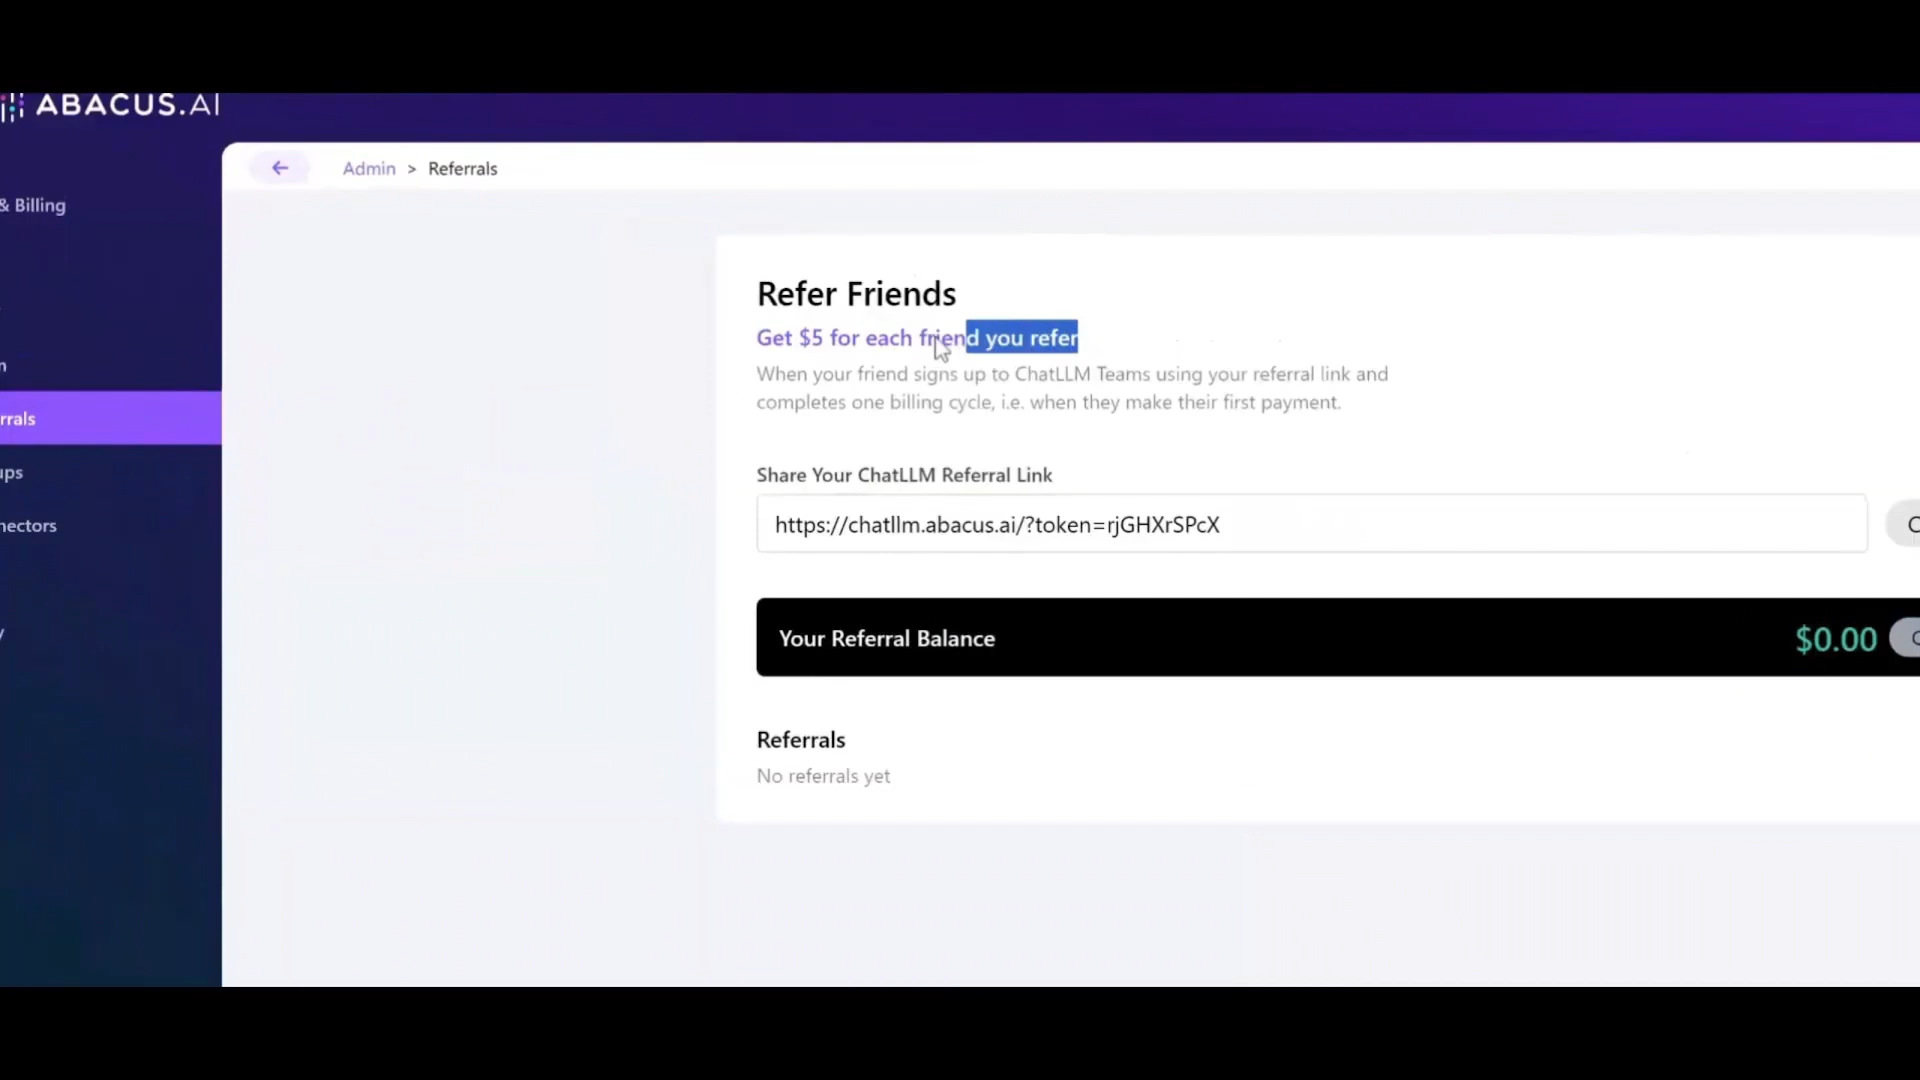 ABACUS.AI
Admin > Referrals
& Billing
Refer Friends
Get $5 for each friend you refer
When your friend signs up to ChatLLM Teams using your referral link and
completes one billing cycle, i.e. when they make their first payment.
rrals
ups
Share Your ChatLLM Referral Link
nectors
https://chatllm.abacus.ai/?token=rjGHXrSPcX
Your Referral Balance
$0.00
Referrals
No referrals yet